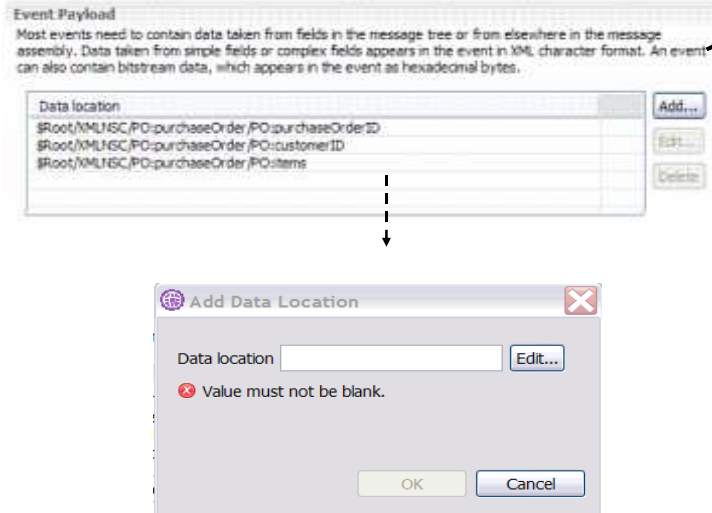 Event Payload
Most events need to contain data taken from fields in the message tree or from elsewhere in the message
assembly. Data taken from simple fields or complex fields appears in the event in XML character format. An event
can also contain bitstream data, which appears in the event as hexadecimal bytes.
Data location
Add...
$Root/XMLNSC/PO:purchaseOrder/PO:purchaseOrderID
$Root/XMLNSC/PO:purchaseOrder/PO:customerID
Edit...
$Root/XMLNSC/PO:purchaseOrder/PO:items
Delete
Add Data Location
Data location
Edit...
Value must not be blank.
OK
Cancel